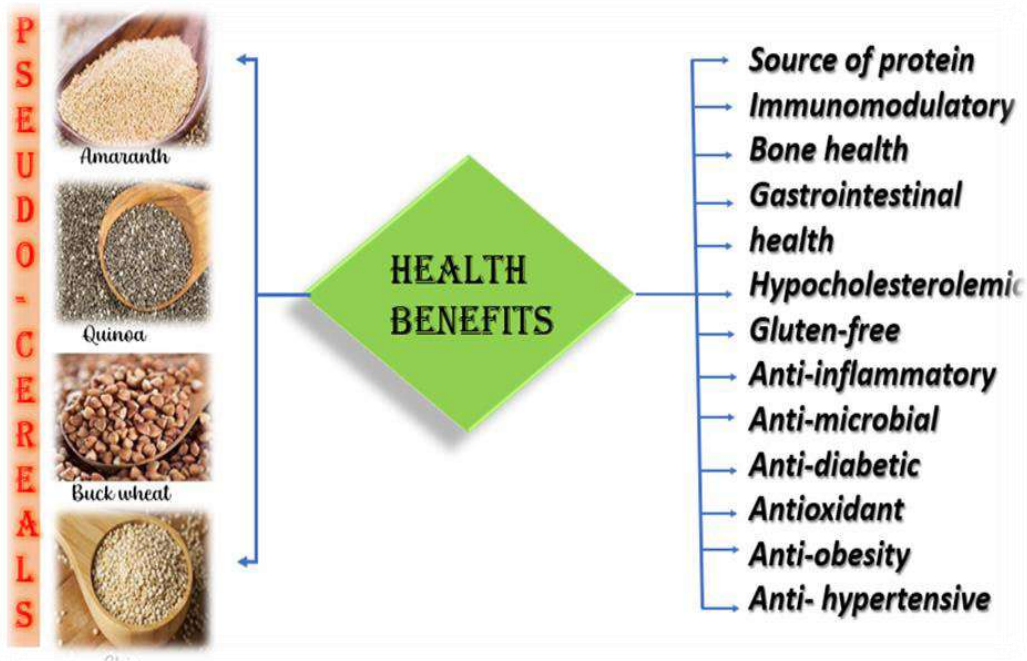 PSEUDO-CEREALS
Amaranth
Quinoa
Buck wheat
HEALTH
BENEFITS
Source of protein
Immunomodulatory
Bone health
Gastrointestinal
health
Hypocholesterolemic
Gluten-free
Anti-inflammatory
Anti-microbial
Anti-diabetic
Antioxidant
Anti-obesity
Anti- hypertensive